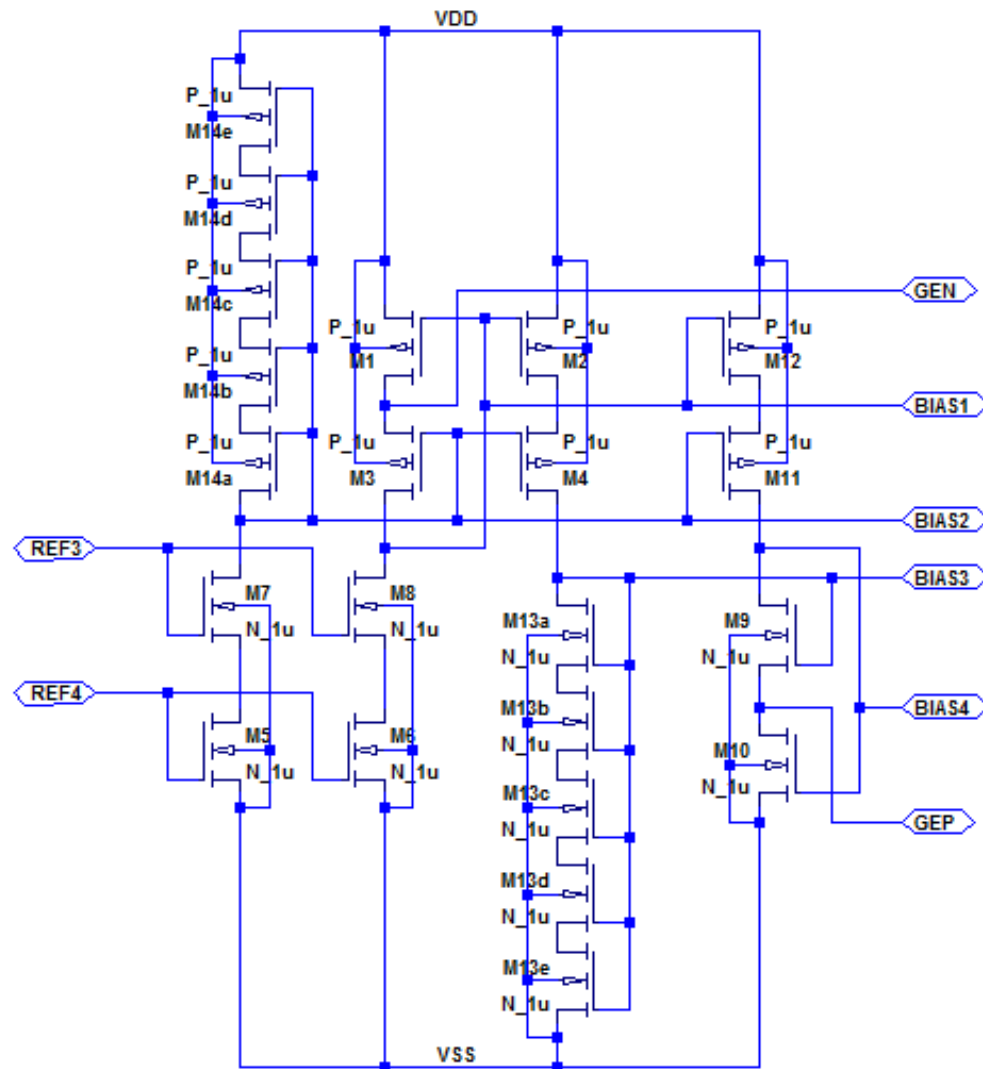 VDD
P_1u
M14e
P_1u
M14d
P_1u
M14c
P_1u
M14b
P_1u
M14a
P_1u
M1
P_1u
M2
P_1u
M12
GEN
BIAS1
P_1u
M3
P_1u
M4
P_1u
M11
BIAS2
REF3
BIAS3
M7
N_1u
M8
N_1u
M13a
N_1u
M9
N_1u
REF4
BIAS4
M5
N_1u
M6
N_1u
M13b
N_1u
M10
N_1u
M13c
N_1u
GEP
M13d
N_1u
M13e
N_1u
VSS